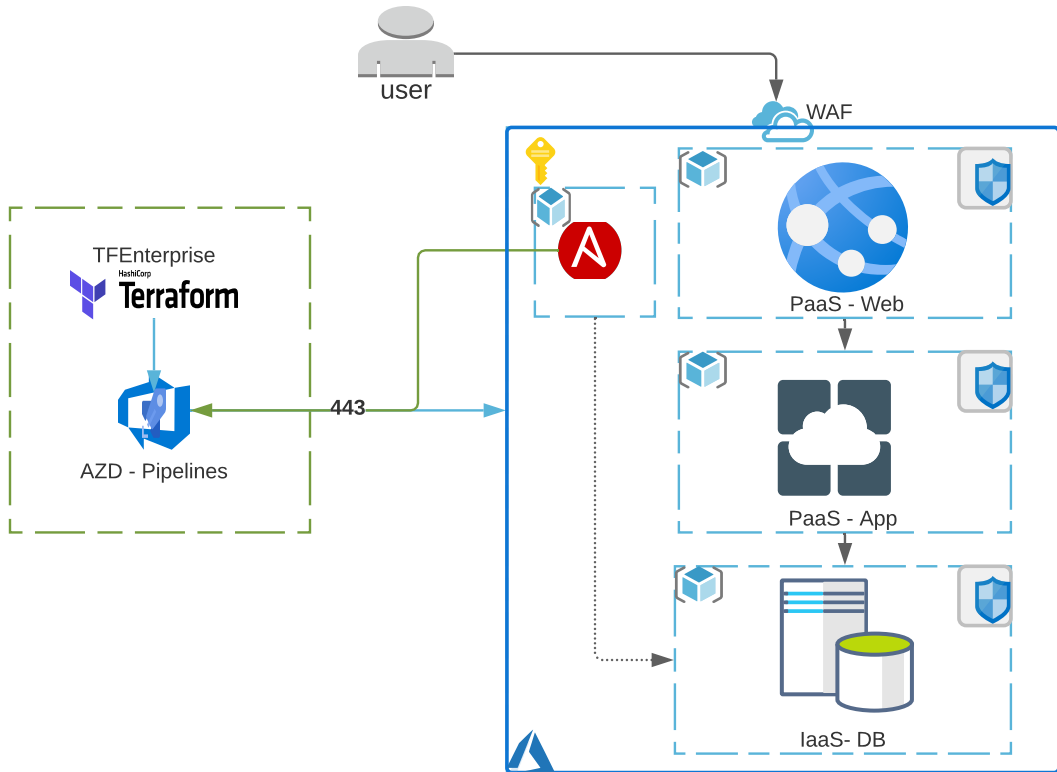 user
WAF
TFEnterprise
HashiCorp
Terraform
PaaS - Web
443
AZD - Pipelines
PaaS - App
IaaS- DB